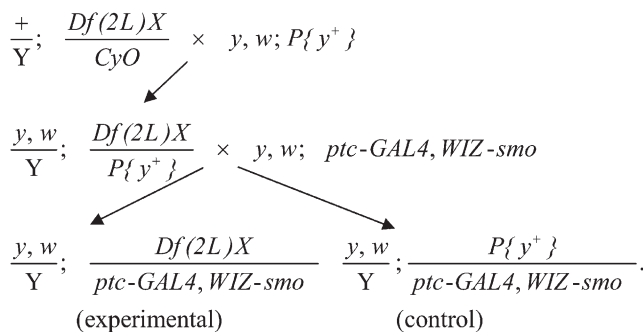 +/Y; Df(2L)X/CyO × y, w; P{y⁺}
y, w/Y; Df(2L)X/P{y⁺} × y, w; ptc-GAL4, WIZ-smo
y, w/Y; Df(2L)X/ptc-GAL4, WIZ-smo y, w/Y; P{y⁺}/ptc-GAL4, WIZ-smo.
(experimental) (control)